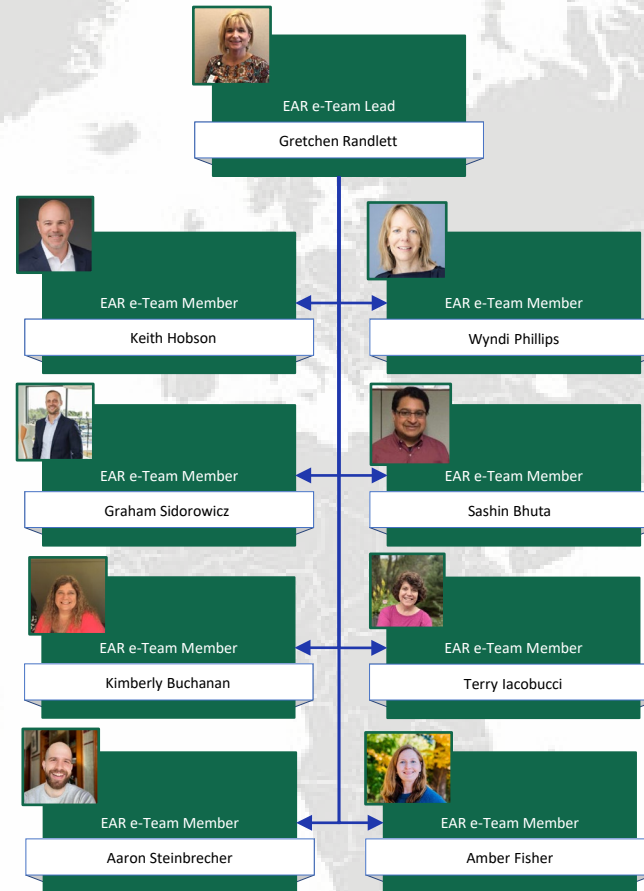 EAR e-Team Lead
Gretchen Randlett
EAR e-Team Member
Keith Hobson
EAR e-Team Member
Wyndi Phillips
EAR e-Team Member
Graham Sidorowicz
EAR e-Team Member
Sashin Bhuta
EAR e-Team Member
Kimberly Buchanan
EAR e-Team Member
Terry Iacobucci
EAR e-Team Member
Aaron Steinbrecher
EAR e-Team Member
Amber Fisher